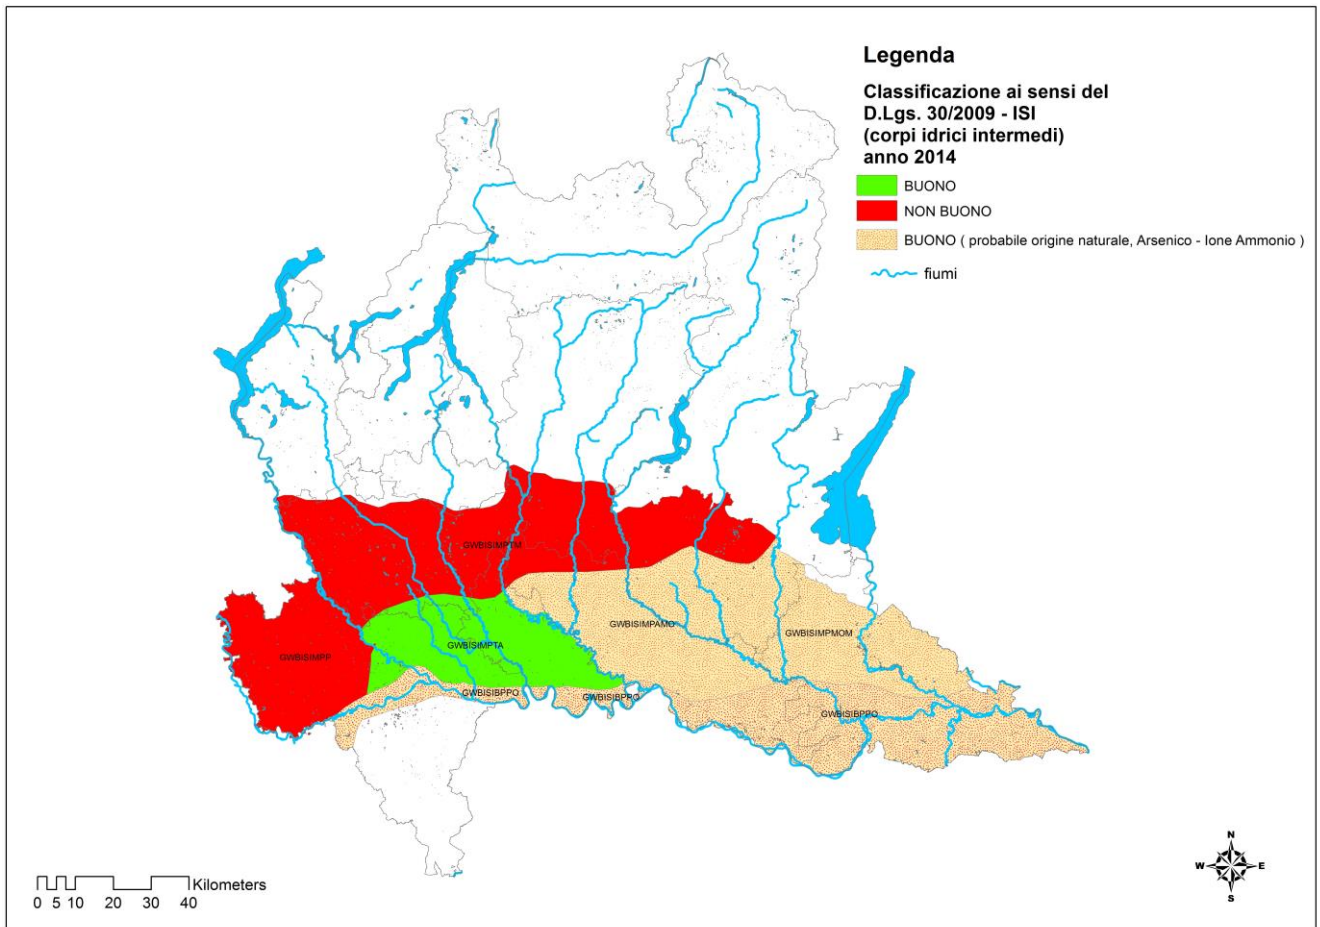 Legenda
Classificazione ai sensi del
D.Lgs. 30/2009 - ISI
(corpi idrici intermedi)
anno 2014
BUONO
NON BUONO
BUONO ( probabile origine naturale, Arsenico - Ione Ammonio )
fiumi
GWBISIMPTM
GWBISIMPAMO
GWBISIMPMOM
GWBISIMPTA
GWBISIMPP
GWBISIBPPO
GWBISIBPPO
GWBISIBPPO
N
W E
S
Kilometers
0 5 10 20 30 40